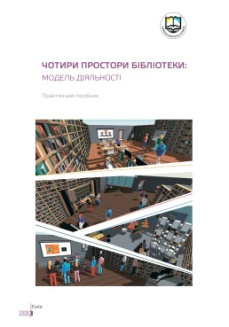 ЧОТИРИ ПРОСТОРИ БІБЛІОТЕКИ:
МОДЕЛЬ ДІЯЛЬНОСТІ
Практичний посібник
Київ